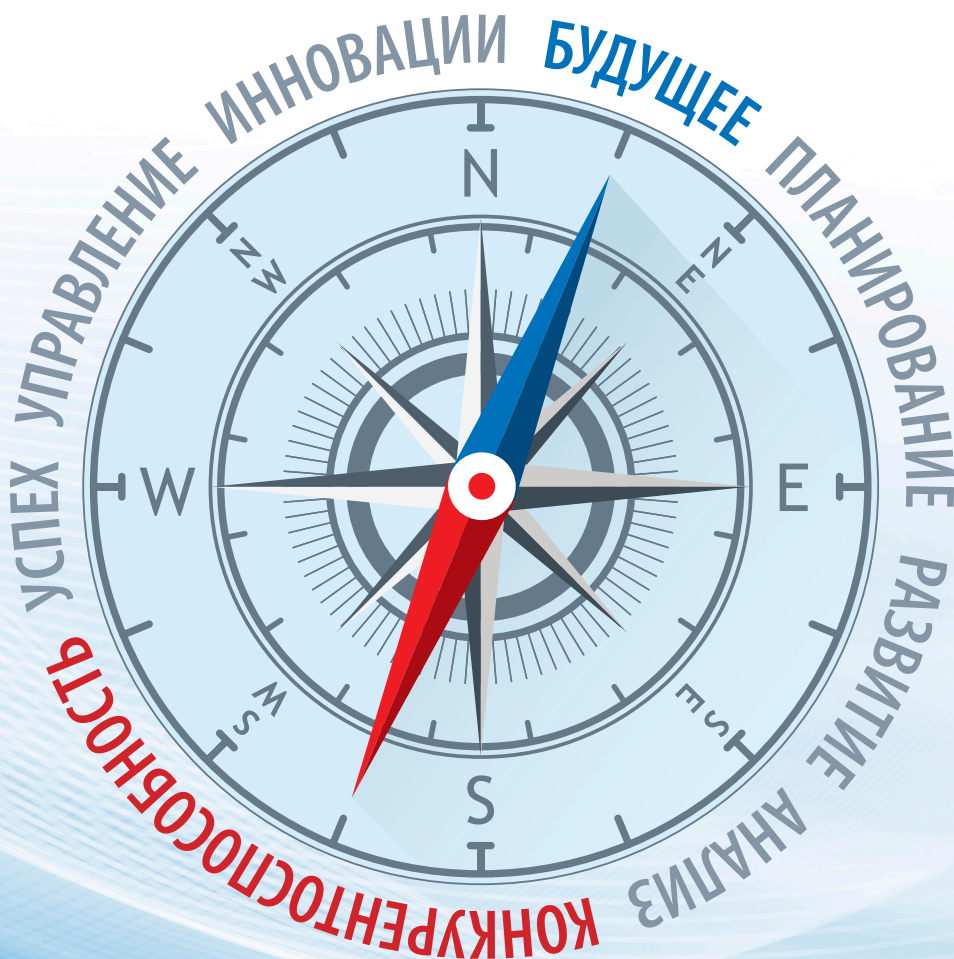 БУДУЩЕЕ
ПЛАНИРОВАНИЕ
РАЗВИТИЕ
АНАЛИЗ
КОНКУРЕНТОСПОСОБНОСТЬ
УСПЕХ
УПРАВЛЕНИЕ
ИННОВАЦИИ
N
NE
E
SE
S
SW
W
NW